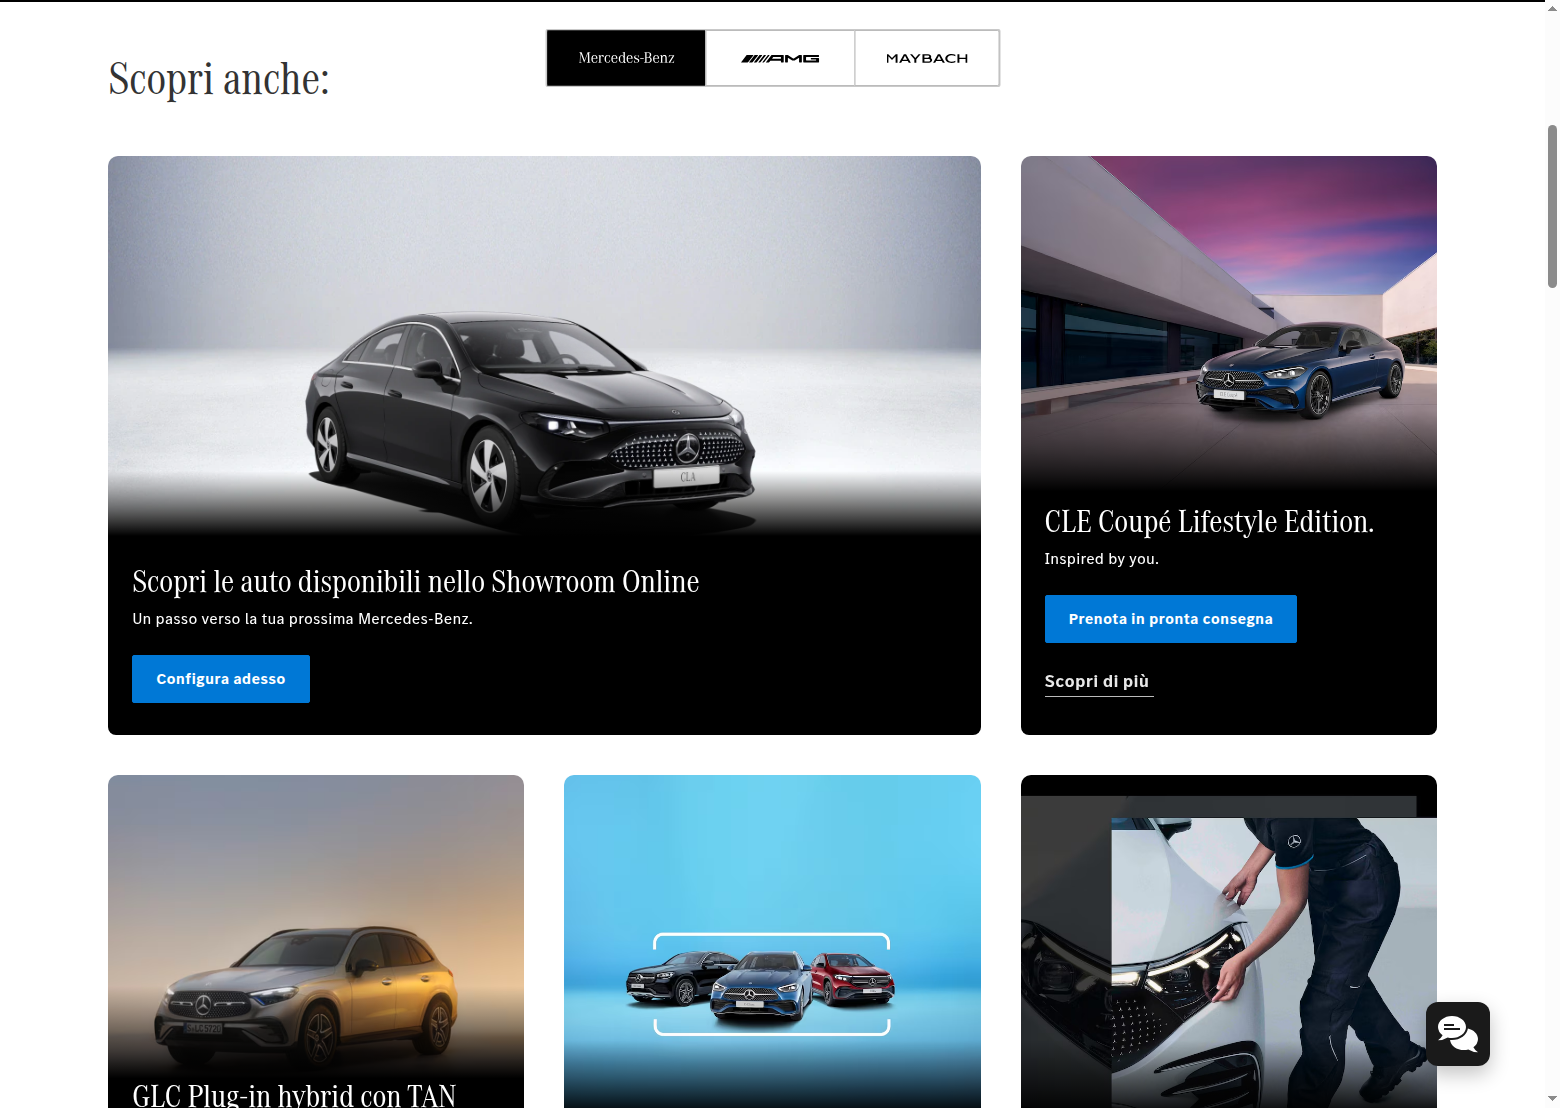 Mercedes-Benz
AMG
MAYBACH
Scopri anche:
CLA
Scopri le auto disponibili nello Showroom Online
Un passo verso la tua prossima Mercedes-Benz.
Configura adesso
CLE Coupé Lifestyle Edition.
Inspired by you.
Prenota in pronta consegna
Scopri di più
GLC Plug-in hybrid con TAN